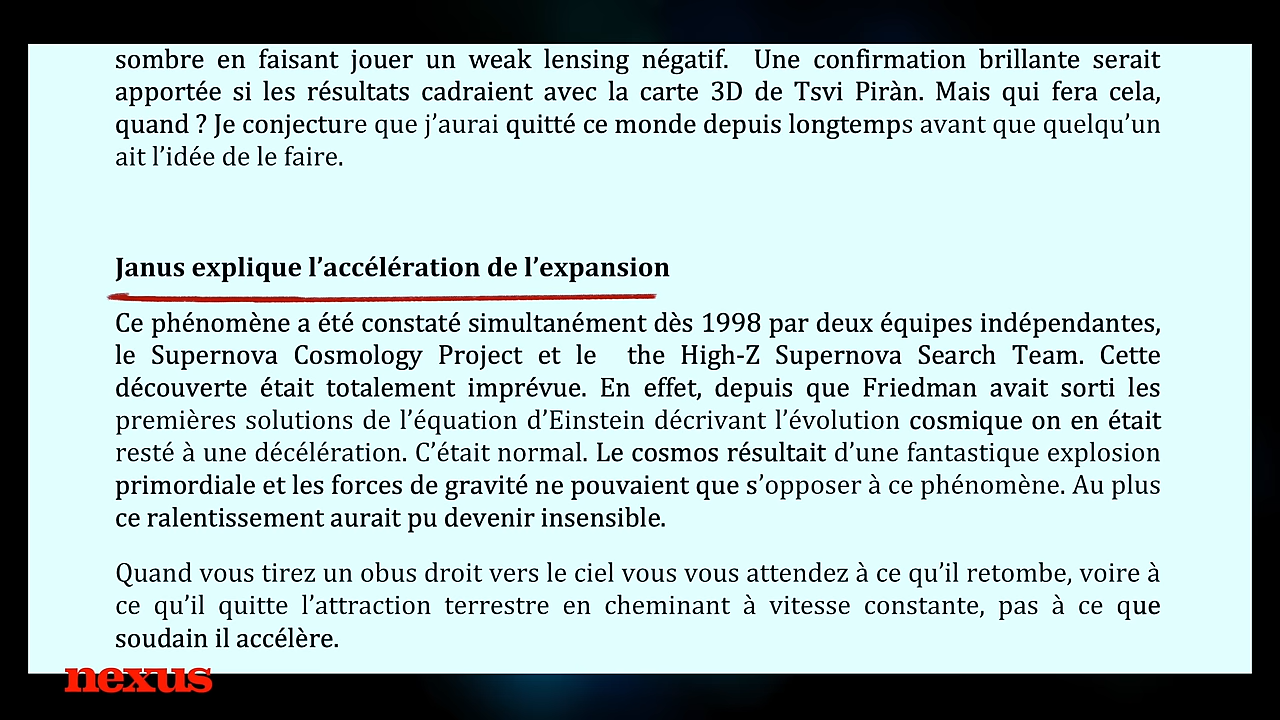 sombre en faisant jouer un weak lensing négatif. Une confirmation brillante serait
apportée si les résultats cadraient avec la carte 3D de Tsvi Piràn. Mais qui fera cela,
quand ? Je conjecture que j’aurai quitté ce monde depuis longtemps avant que quelqu’un
ait l’idée de le faire.
Janus explique l’accélération de l’expansion
Ce phénomène a été constaté simultanément dès 1998 par deux équipes indépendantes,
le Supernova Cosmology Project et le the High-Z Supernova Search Team. Cette
découverte était totalement imprévue. En effet, depuis que Friedman avait sorti les
premières solutions de l’équation d’Einstein décrivant l’évolution cosmique on en était
resté à une décélération. C’était normal. Le cosmos résultait d’une fantastique explosion
primordiale et les forces de gravité ne pouvaient que s’opposer à ce phénomène. Au plus
ce ralentissement aurait pu devenir insensible.
Quand vous tirez un obus droit vers le ciel vous vous attendez à ce qu’il retombe, voire à
ce qu’il quitte l’attraction terrestre en cheminant à vitesse constante, pas à ce que
soudain il accélère.
nexus